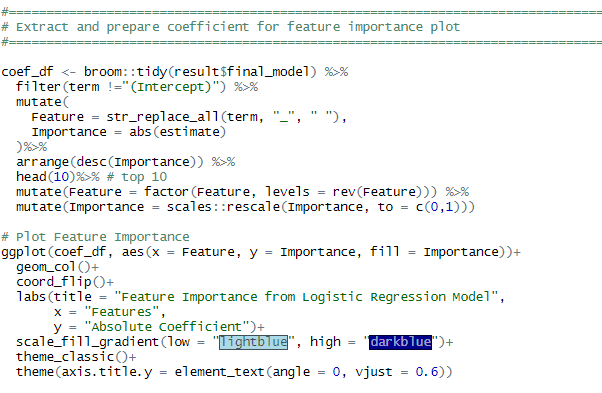 #===============================================================================
# Extract and prepare coefficient for feature importance plot
#===============================================================================
coef_df <- broom::tidy(result$final_model) %>%
  filter(term !="(Intercept)") %>%
  mutate(
    Feature = str_replace_all(term, "_", " "),
    Importance = abs(estimate)
  )%>%
  arrange(desc(Importance)) %>%
  head(10)%>% # top 10
  mutate(Feature = factor(Feature, levels = rev(Feature))) %>%
  mutate(Importance = scales::rescale(Importance, to = c(0,1)))
# Plot Feature Importance
ggplot(coef_df, aes(x = Feature, y = Importance, fill = Importance))+
  geom_col()+
  coord_flip()+
  labs(title = "Feature Importance from Logistic Regression Model",
       x = "Features",
       y = "Absolute Coefficient")+
  scale_fill_gradient(low = "lightblue", high = "darkblue")+
  theme_classic()+
  theme(axis.title.y = element_text(angle = 0, vjust = 0.6))